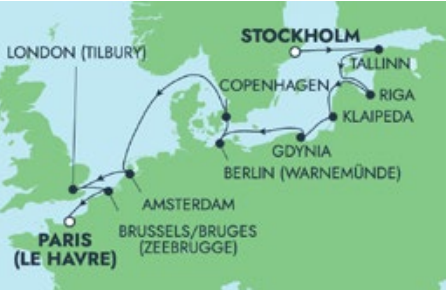 LONDON (TILBURY)
STOCKHOLM
TALLINN
COPENHAGEN
RIGA
KLAIPEDA
GDYNIA
BERLIN (WARNEMÜNDE)
AMSTERDAM
BRUSSELS/BRUGES
(ZEEBRUGGE)
PARIS
(LE HAVRE)